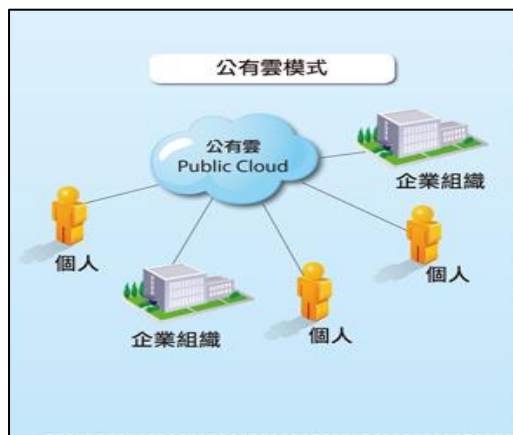 公有雲模式
公有雲
Public Cloud
企業組織
個人
個人
企業組織
個人